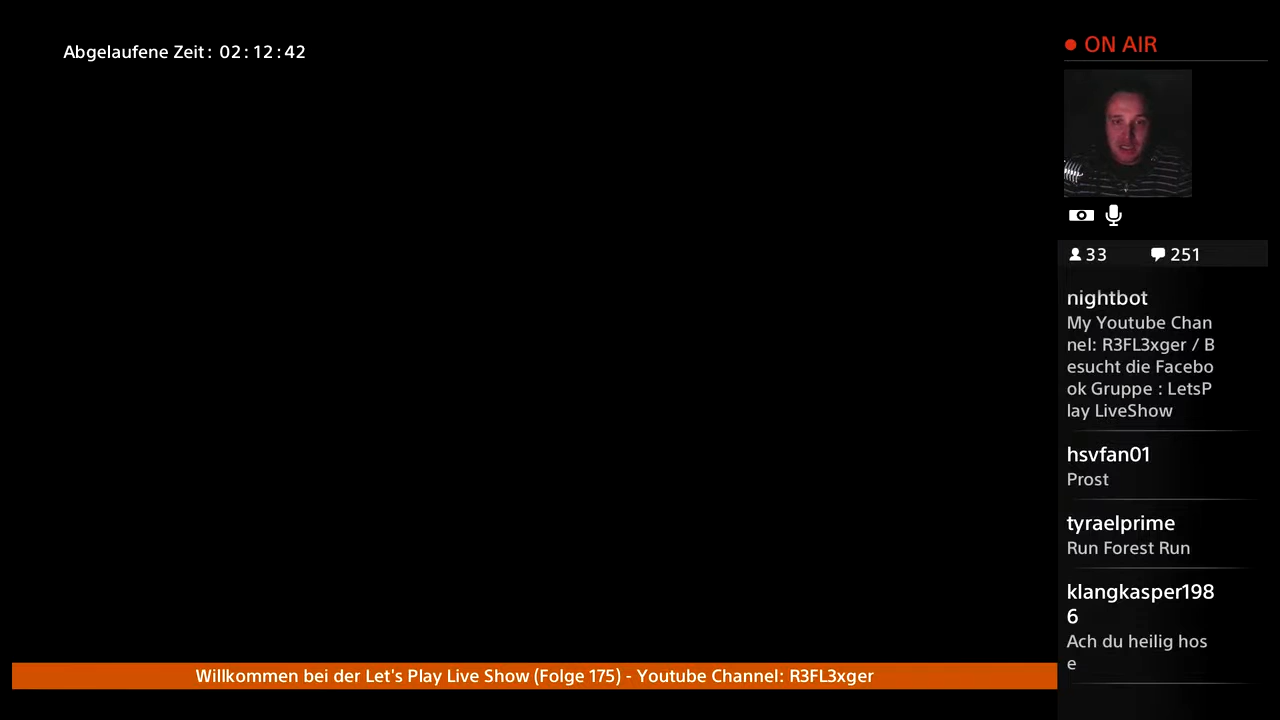 Abgelaufene Zeit: 02:12:42
ON AIR
33 251
nightbot
My Youtube Chan
nel: R3FL3xger / B
esucht die Facebo
ok Gruppe : LetsP
lay LiveShow
hsvfan01
Prost
tyraelprime
Run Forest Run
klangkasper198
6
Ach du heilig hos
e
Willkommen bei der Let's Play Live Show (Folge 175) - Youtube Channel: R3FL3xger